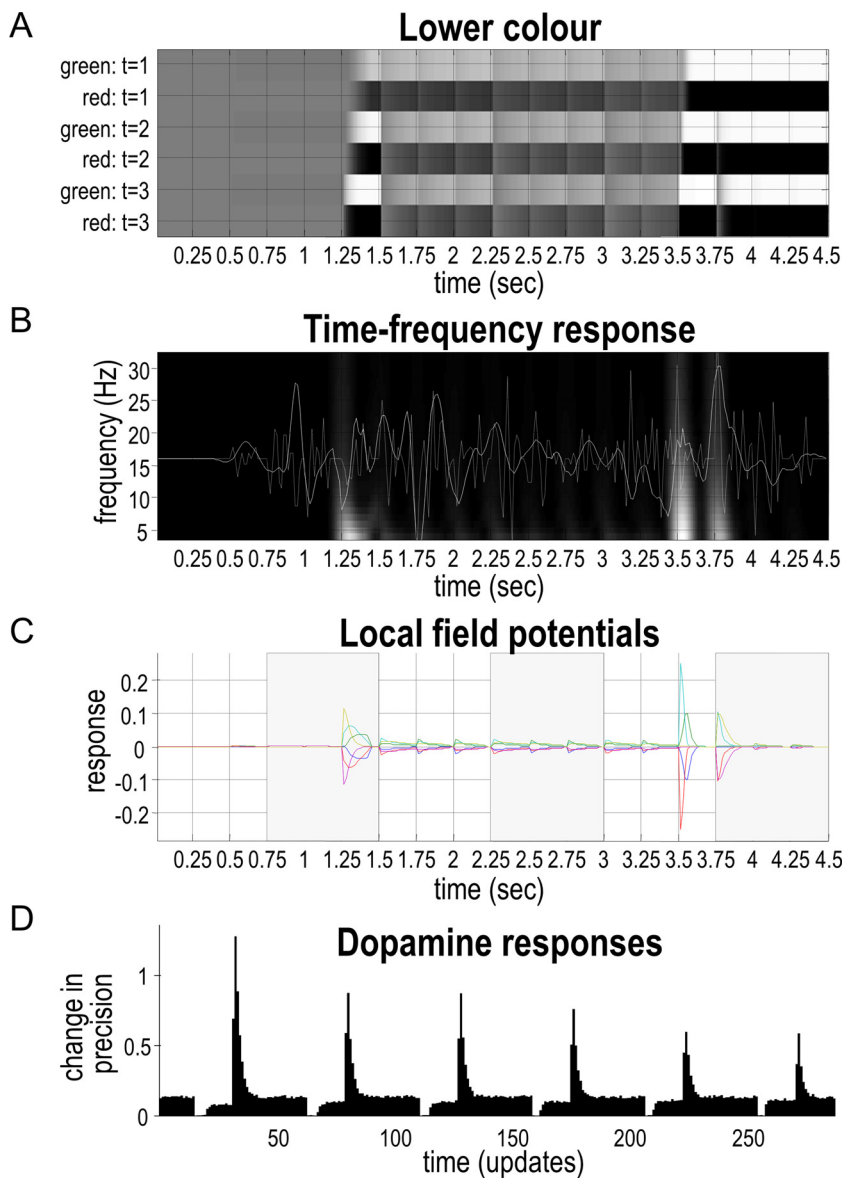 A
Lower colour
green: t=1
red: t=1
green: t=2
red: t=2
green: t=3
red: t=3
0.25 0.5 0.75 1 1.25 1.5 1.75 2 2.25 2.5 2.75 3 3.25 3.5 3.75 4 4.25 4.5
time (sec)
B
Time-frequency response
frequency (Hz)
30
25
20
15
10
5
0.25 0.5 0.75 1 1.25 1.5 1.75 2 2.25 2.5 2.75 3 3.25 3.5 3.75 4 4.25 4.5
time (sec)
C
Local field potentials
response
0.2
0.1
0
-0.1
-0.2
0.25 0.5 0.75 1 1.25 1.5 1.75 2 2.25 2.5 2.75 3 3.25 3.5 3.75 4 4.25 4.5
time (sec)
D
Dopamine responses
change in
precision
1
0.5
0
50 100 150 200 250
time (updates)